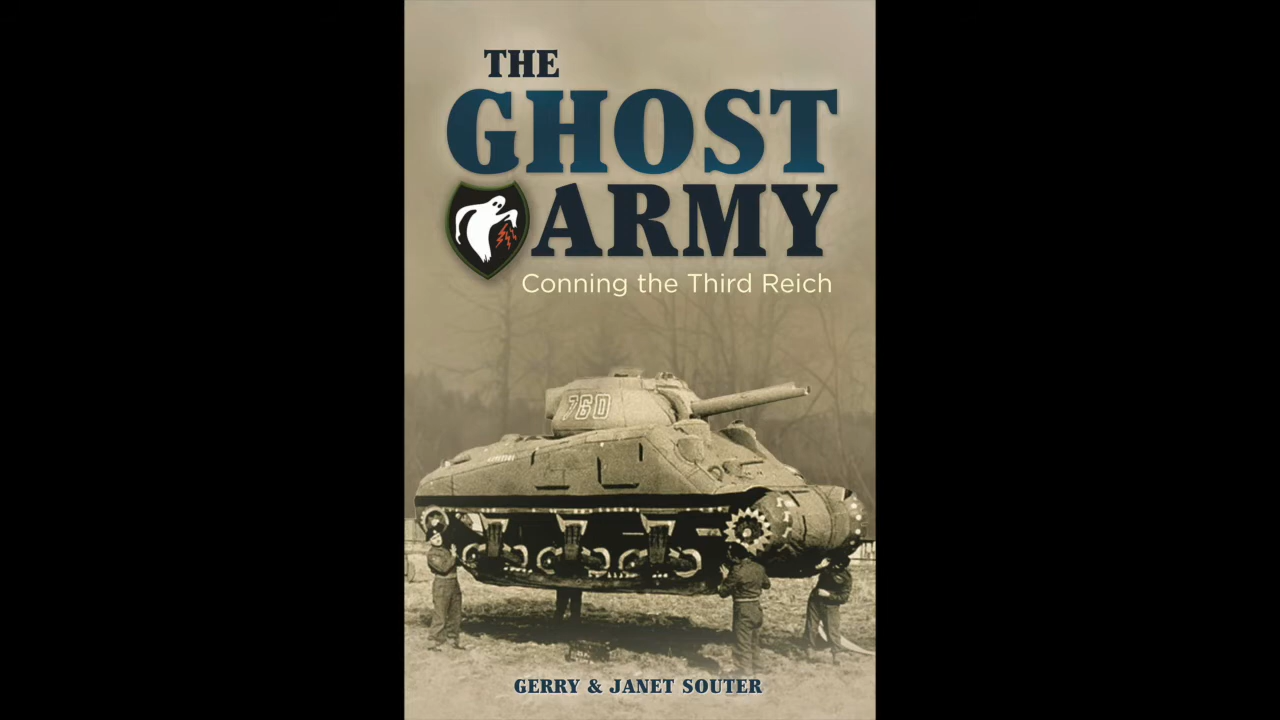 THE
GHOST
ARMY
Conning the Third Reich
760
GERRY & JANET SOUTER